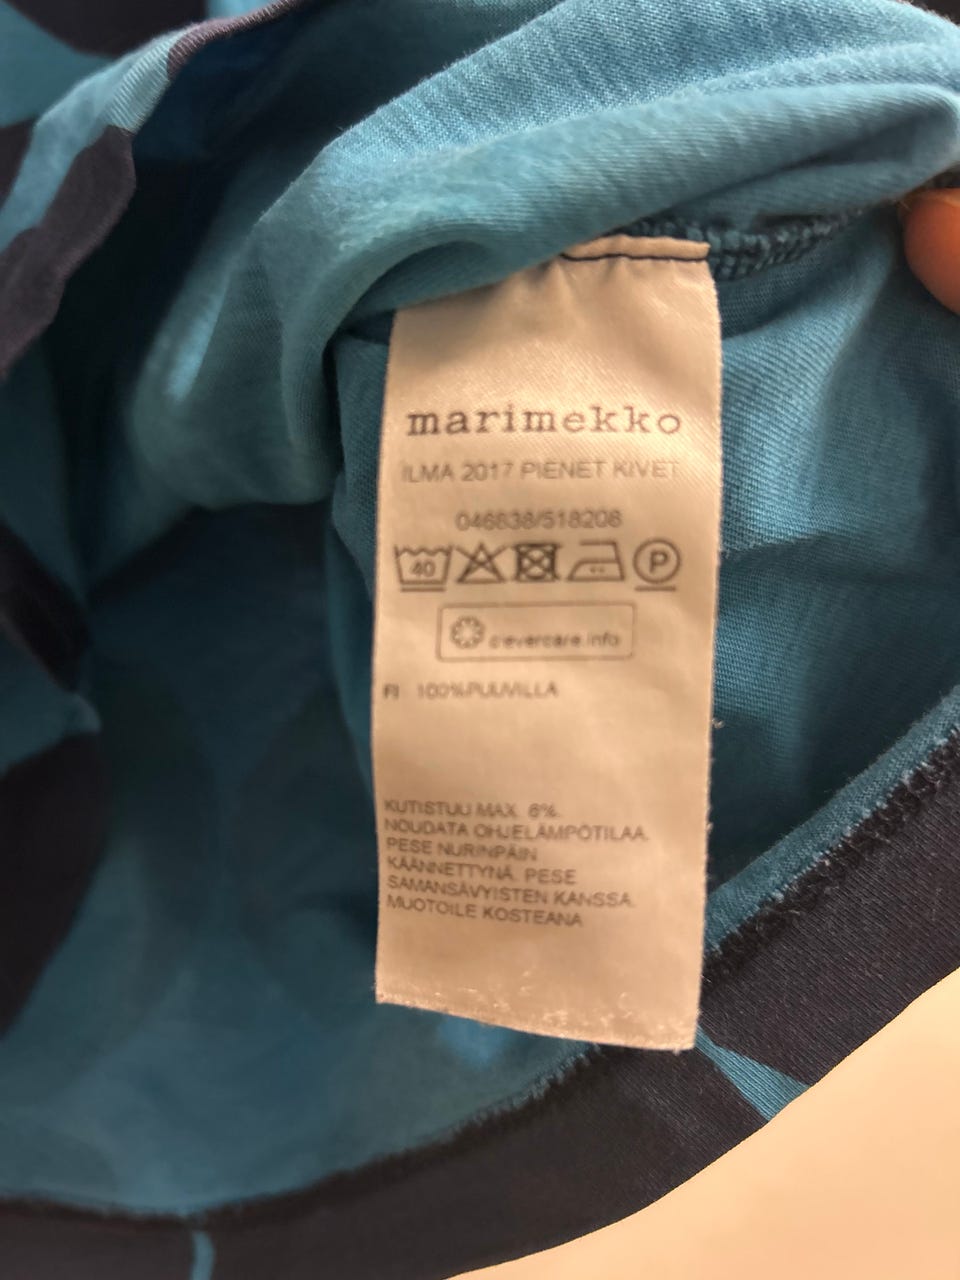 marimekko
ILMA 2017 PIENET KIVET
046838/518208
40
P
clevercare.info
FI 100%PUUVILLA
KUTISTUU MAX. 6%.
NOUDATA OHJELÄMPÖTILAA.
PESE NURINPÄIN
KÄÄNNETTYNÄ. PESE
SAMANSÄVYISTEN KANSSA.
MUOTOILE KOSTEANA